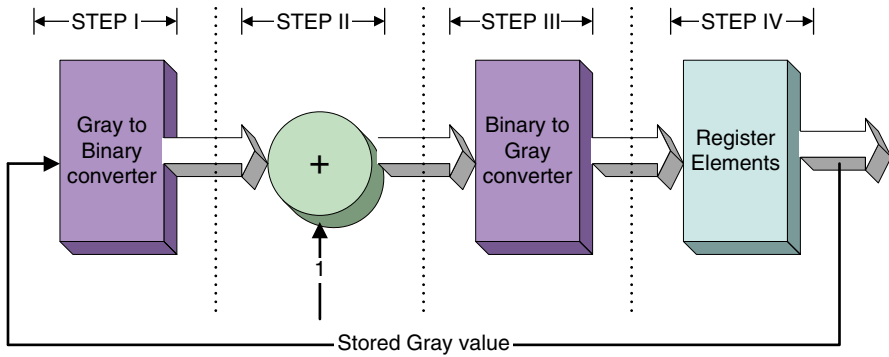 STEP I
STEP II
STEP III
STEP IV
Gray to
Binary
converter
+
1
Binary to
Gray
converter
Register
Elements
Stored Gray value